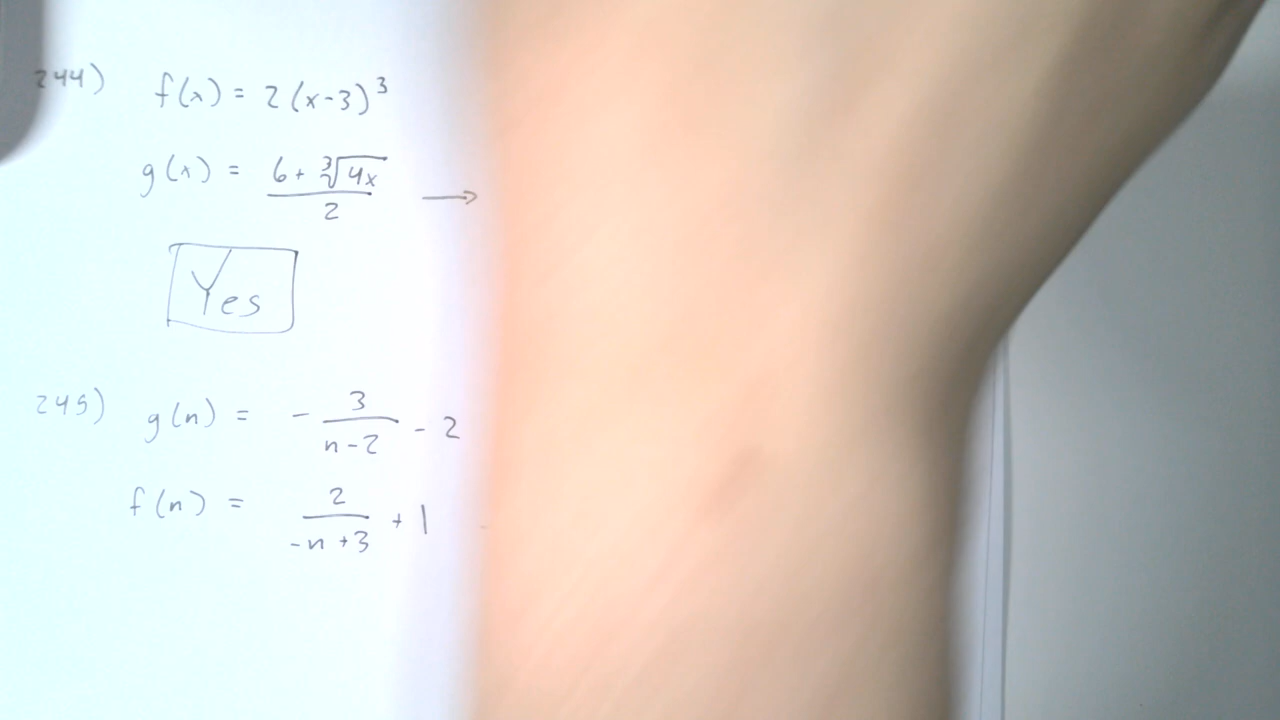 244) f(x) = 2(x-3)³
g(x) = (6+∛(4x))/2 →
Yes
245) g(n) = - 3/(n-2) - 2
f(n) = 2/(-n+3) + 1